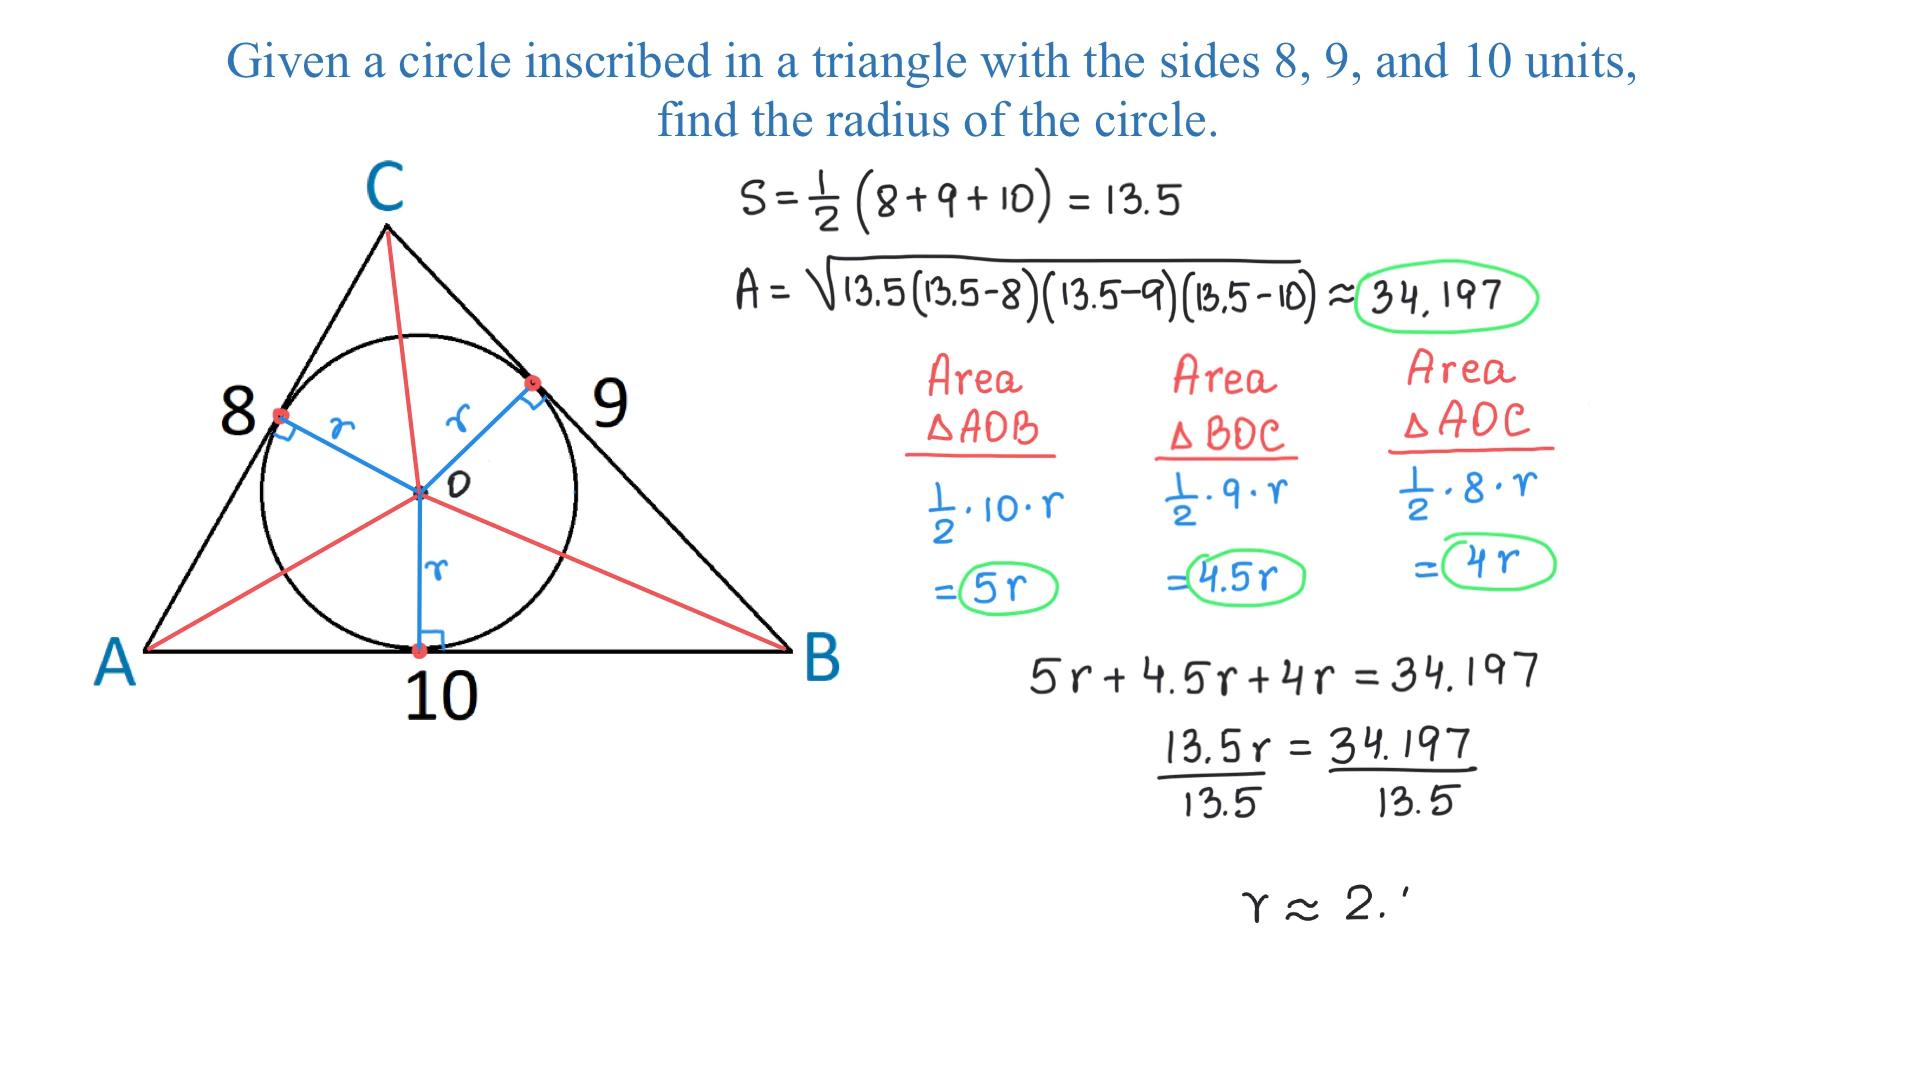 Given a circle inscribed in a triangle with the sides 8, 9, and 10 units,
find the radius of the circle.
C
S = 1/2 (8+9+10) = 13.5
A = √13.5(13.5-8)(13.5-9)(13.5-10) ≈ 34.197
Area Area Area
△AOB △BOC △AOC
8 9
r r
O
r
A B
10
1/2 · 10 · r 1/2 · 9 · r 1/2 · 8 · r
= 5r = 4.5r = 4r
5r + 4.5r + 4r = 34.197
13.5r = 34.197
13.5 13.5
r ≈ 2.